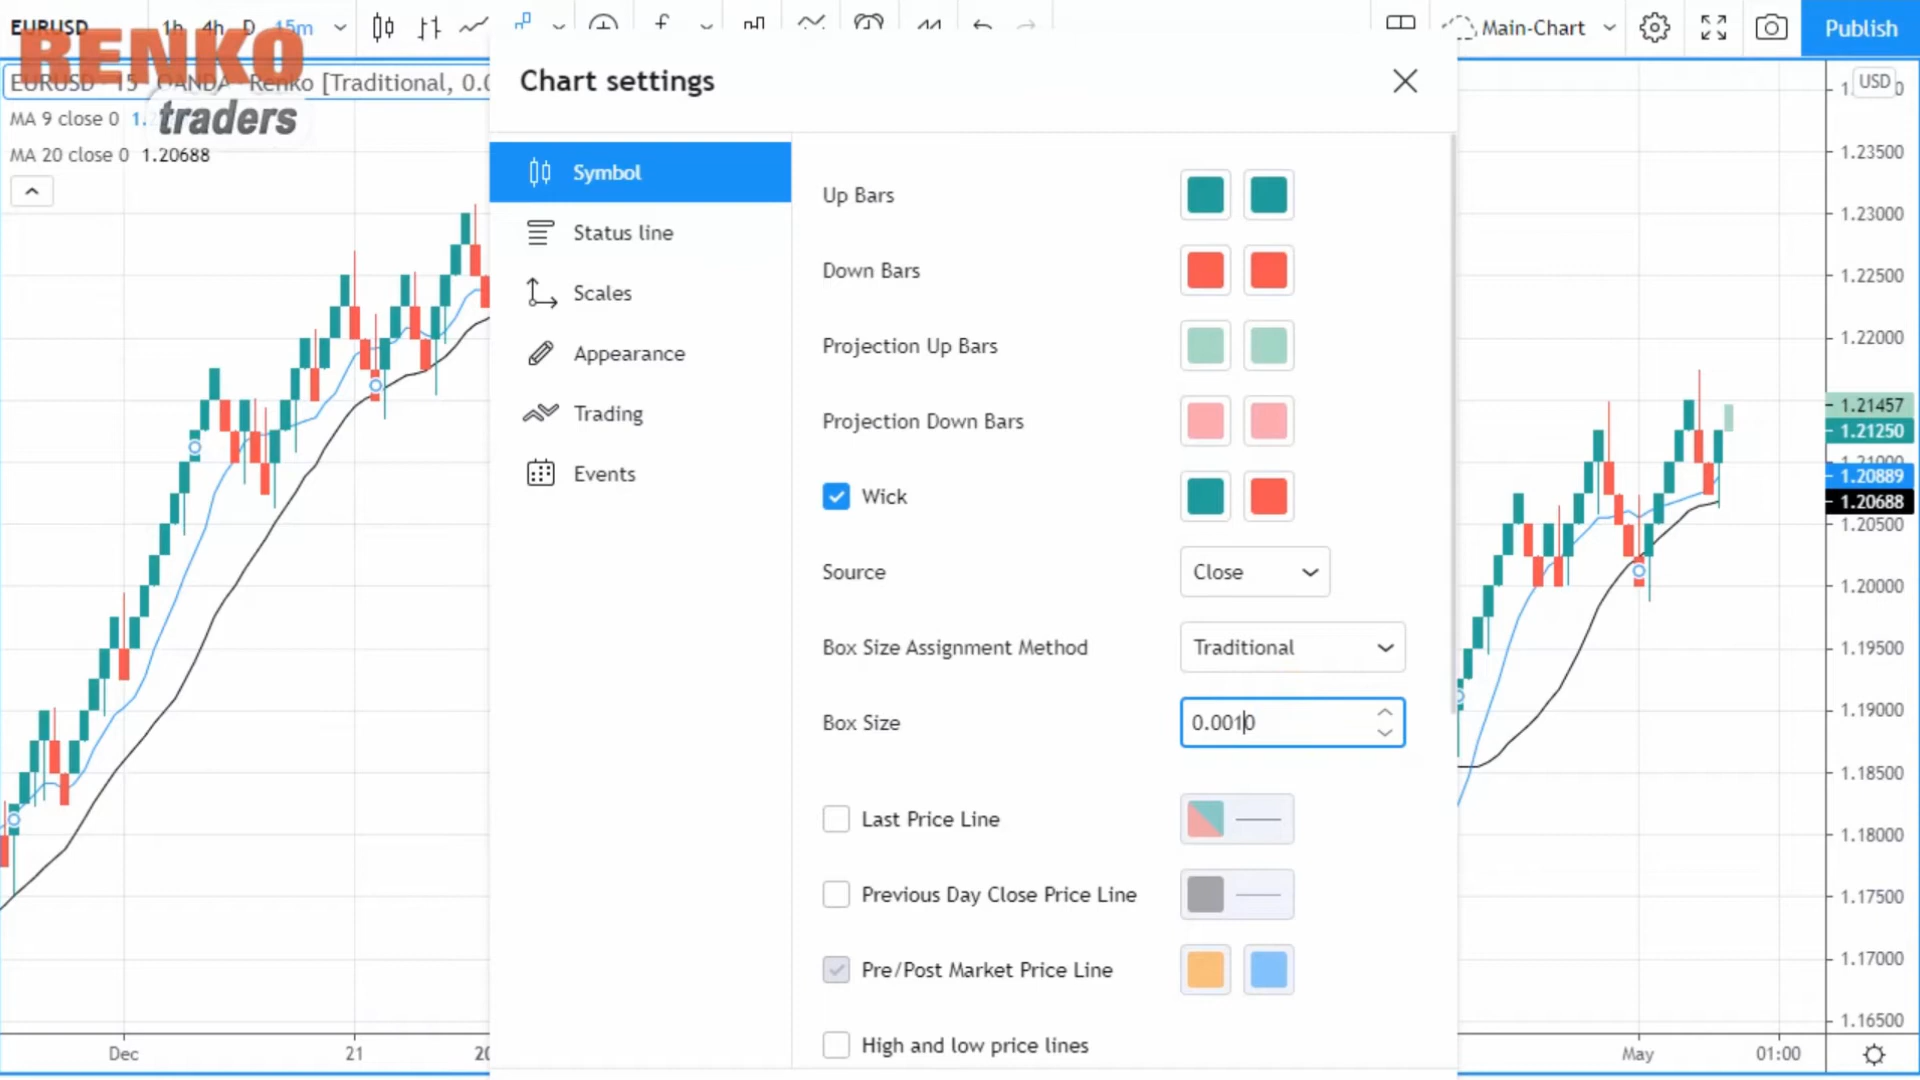 EURUSD 1h 4h D 15m Main-Chart Publish
RENKO
traders
EURUSD 15 OANDA Renko [Traditional, 0.0
MA 9 close 0 1.2
MA 20 close 0 1.20688
Chart settings
Symbol
Status line
Scales
Appearance
Trading
Events
Up Bars
Down Bars
Projection Up Bars
Projection Down Bars
Wick
Source Close
Box Size Assignment Method Traditional
Box Size 0.0010
Last Price Line
Previous Day Close Price Line
Pre/Post Market Price Line
High and low price lines
USD
1.23500
1.23000
1.22500
1.22000
1.21457
1.21250
1.21000
1.20889
1.20688
1.20500
1.20000
1.19500
1.19000
1.18500
1.18000
1.17500
1.17000
1.16500
Dec 21 20 May 01:00